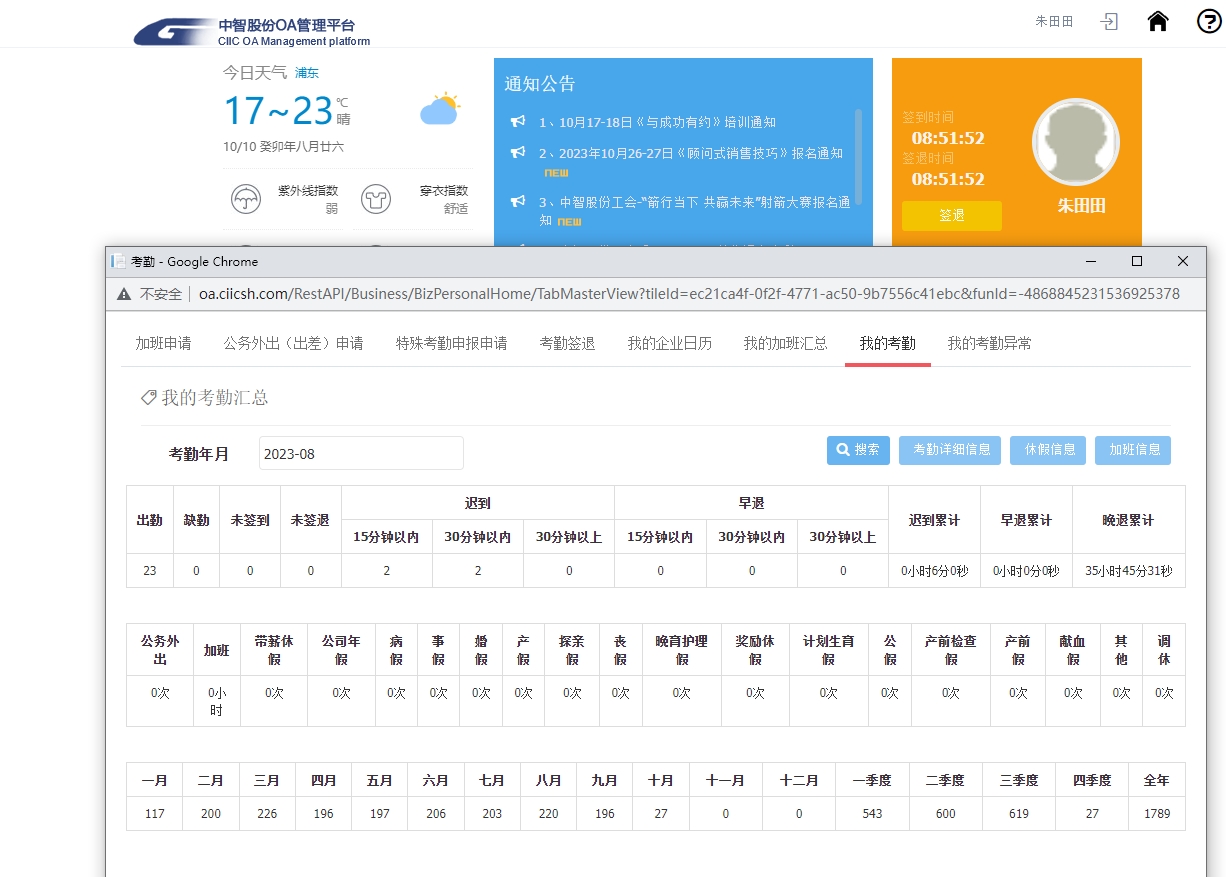 中智股份OA管理平台
CIIC OA Management platform
朱田田
今日天气 浦东
17~23 ℃ 晴
10/10 癸卯年八月廿六
紫外线指数 弱
穿衣指数 舒适
通知公告
1、10月17-18日《与成功有约》培训通知
2、2023年10月26-27日《顾问式销售技巧》报名通知
NEW
3、中智股份工会-“箭行当下 共赢未来”射箭大赛报名通
知 NEW
签到时间
08:51:52
签退时间
08:51:52
签退
朱田田
考勤 - Google Chrome
不安全 oa.ciicsh.com/RestAPI/Business/BizPersonalHome/TabMasterView?tileId=ec21ca4f-0f2f-4771-ac50-9b7556c41ebc&funId=-4868845231536925378
加班申请 公务外出（出差）申请 特殊考勤申报申请 考勤签退 我的企业日历 我的加班汇总 我的考勤 我的考勤异常
我的考勤汇总
考勤年月 2023-08 搜索 考勤详细信息 休假信息 加班信息
出勤 缺勤 未签到 未签退 迟到 早退 迟到累计 早退累计 晚退累计
15分钟以内 30分钟以内 30分钟以上 15分钟以内 30分钟以内 30分钟以上
23 0 0 0 2 2 0 0 0 0 0小时6分0秒 0小时0分0秒 35小时45分31秒
公务外出 加班 带薪休假 公司年假 病假 事假 婚假 产假 探亲假 丧假 晚育护理假 奖励休假 计划生育假 公假 产前检查假 产前假 献血假 其他 调休
0次 0小时 0次 0次 0次 0次 0次 0次 0次 0次 0次 0次 0次 0次 0次 0次 0次 0次 0次
一月 二月 三月 四月 五月 六月 七月 八月 九月 十月 十一月 十二月 一季度 二季度 三季度 四季度 全年
117 200 226 196 197 206 203 220 196 27 0 0 543 600 619 27 1789